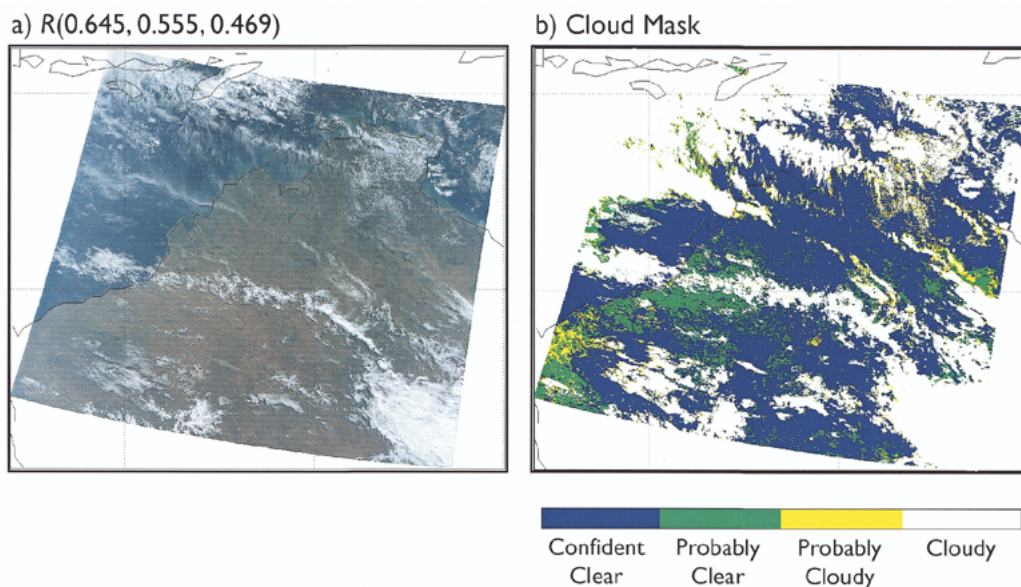 a) R(0.645, 0.555, 0.469)
b) Cloud Mask
Confident Clear
Probably Clear
Probably Cloudy
Cloudy